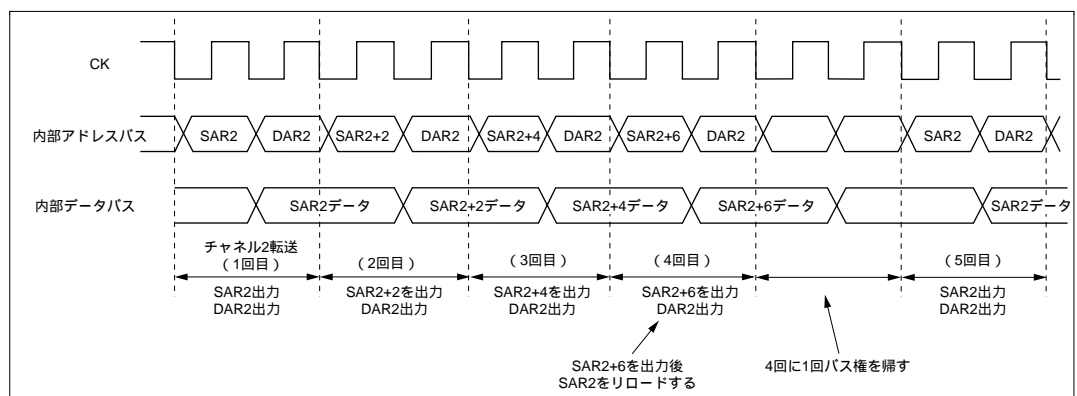 CK
内部アドレスバス
SAR2 DAR2 SAR2+2 DAR2 SAR2+4 DAR2 SAR2+6 DAR2 SAR2 DAR2
内部データバス
SAR2データ SAR2+2データ SAR2+4データ SAR2+6データ SAR2データ
チャネル2転送
(1回目) (2回目) (3回目) (4回目) (5回目)
SAR2出力 SAR2+2を出力 SAR2+4を出力 SAR2+6を出力 SAR2出力
DAR2出力 DAR2出力 DAR2出力 DAR2出力 DAR2出力
SAR2+6を出力後 4回に1回バス権を帰す
SAR2をリロードする